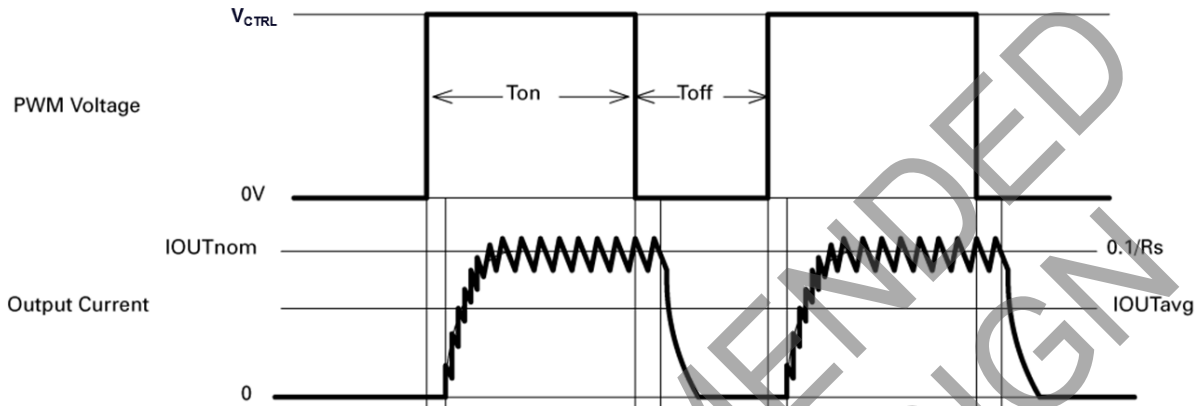 VCTRL
PWM Voltage
Ton
Toff
0V
IOUTnom
0.1/Rs
Output Current
IOUTavg
0